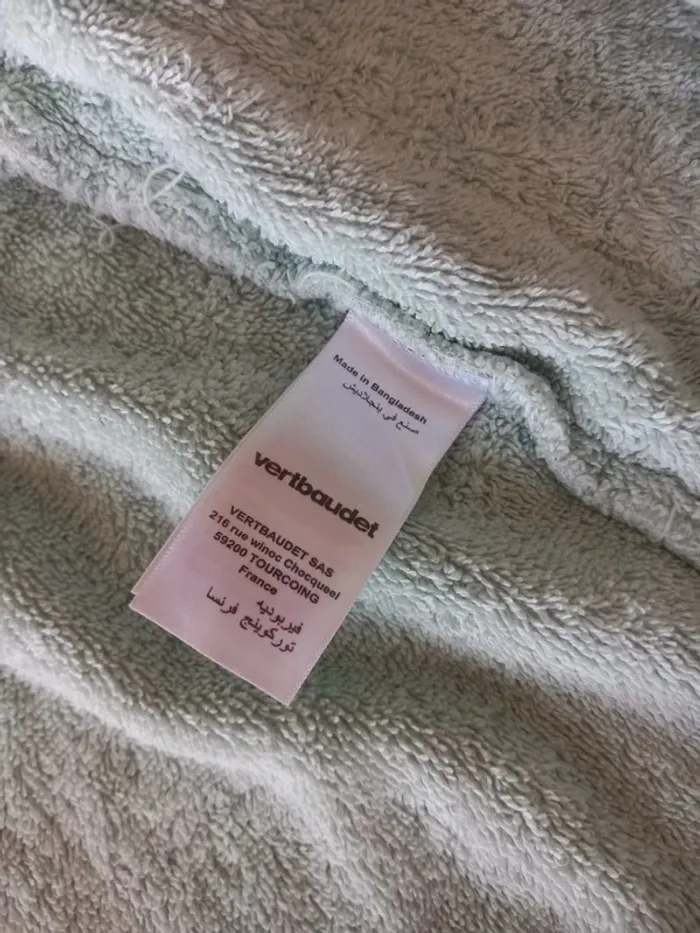 Made in Bangladesh
صنع في بنجلاديش
vertbaudet
VERTBAUDET SAS
216 rue winoc Chocqueel
59200 TOURCOING
France
فيربوديه
توركوينج فرنسا